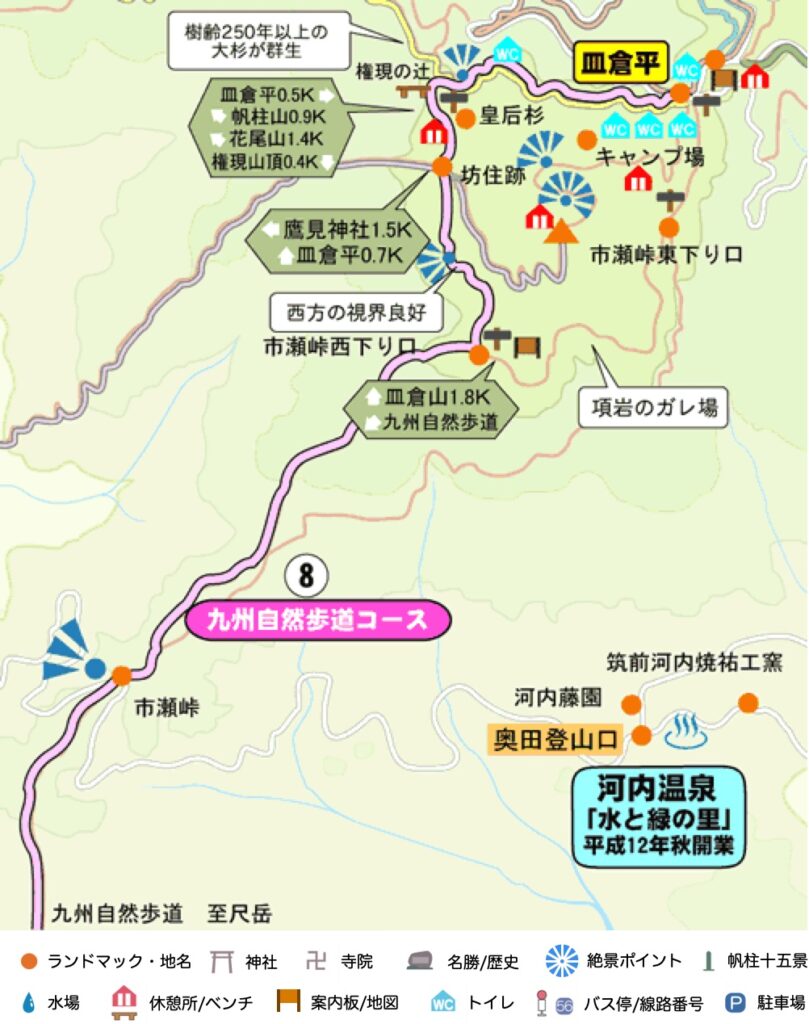 樹齢250年以上の
大杉が群生
WC
皿倉平
WC
権現の辻
皿倉平0.5K
帆柱山0.9K
花尾山1.4K
権現山頂0.4K
皇后杉
WC WC WC
キャンプ場
坊住跡
鷹見神社1.5K
皿倉平0.7K
市瀬峠東下り口
西方の視界良好
市瀬峠西下り口
皿倉山1.8K
九州自然歩道
項岩のガレ場
8
九州自然歩道コース
市瀬峠
筑前河内焼祐工窯
河内藤園
奥田登山口
河内温泉
「水と緑の里」
平成12年秋開業
九州自然歩道 至尺岳
ランドマック・地名 神社 寺院 名勝/歴史 絶景ポイント 帆柱十五景
水場 休憩所/ベンチ 案内板/地図 WC トイレ 56 バス停/線路番号 P 駐車場